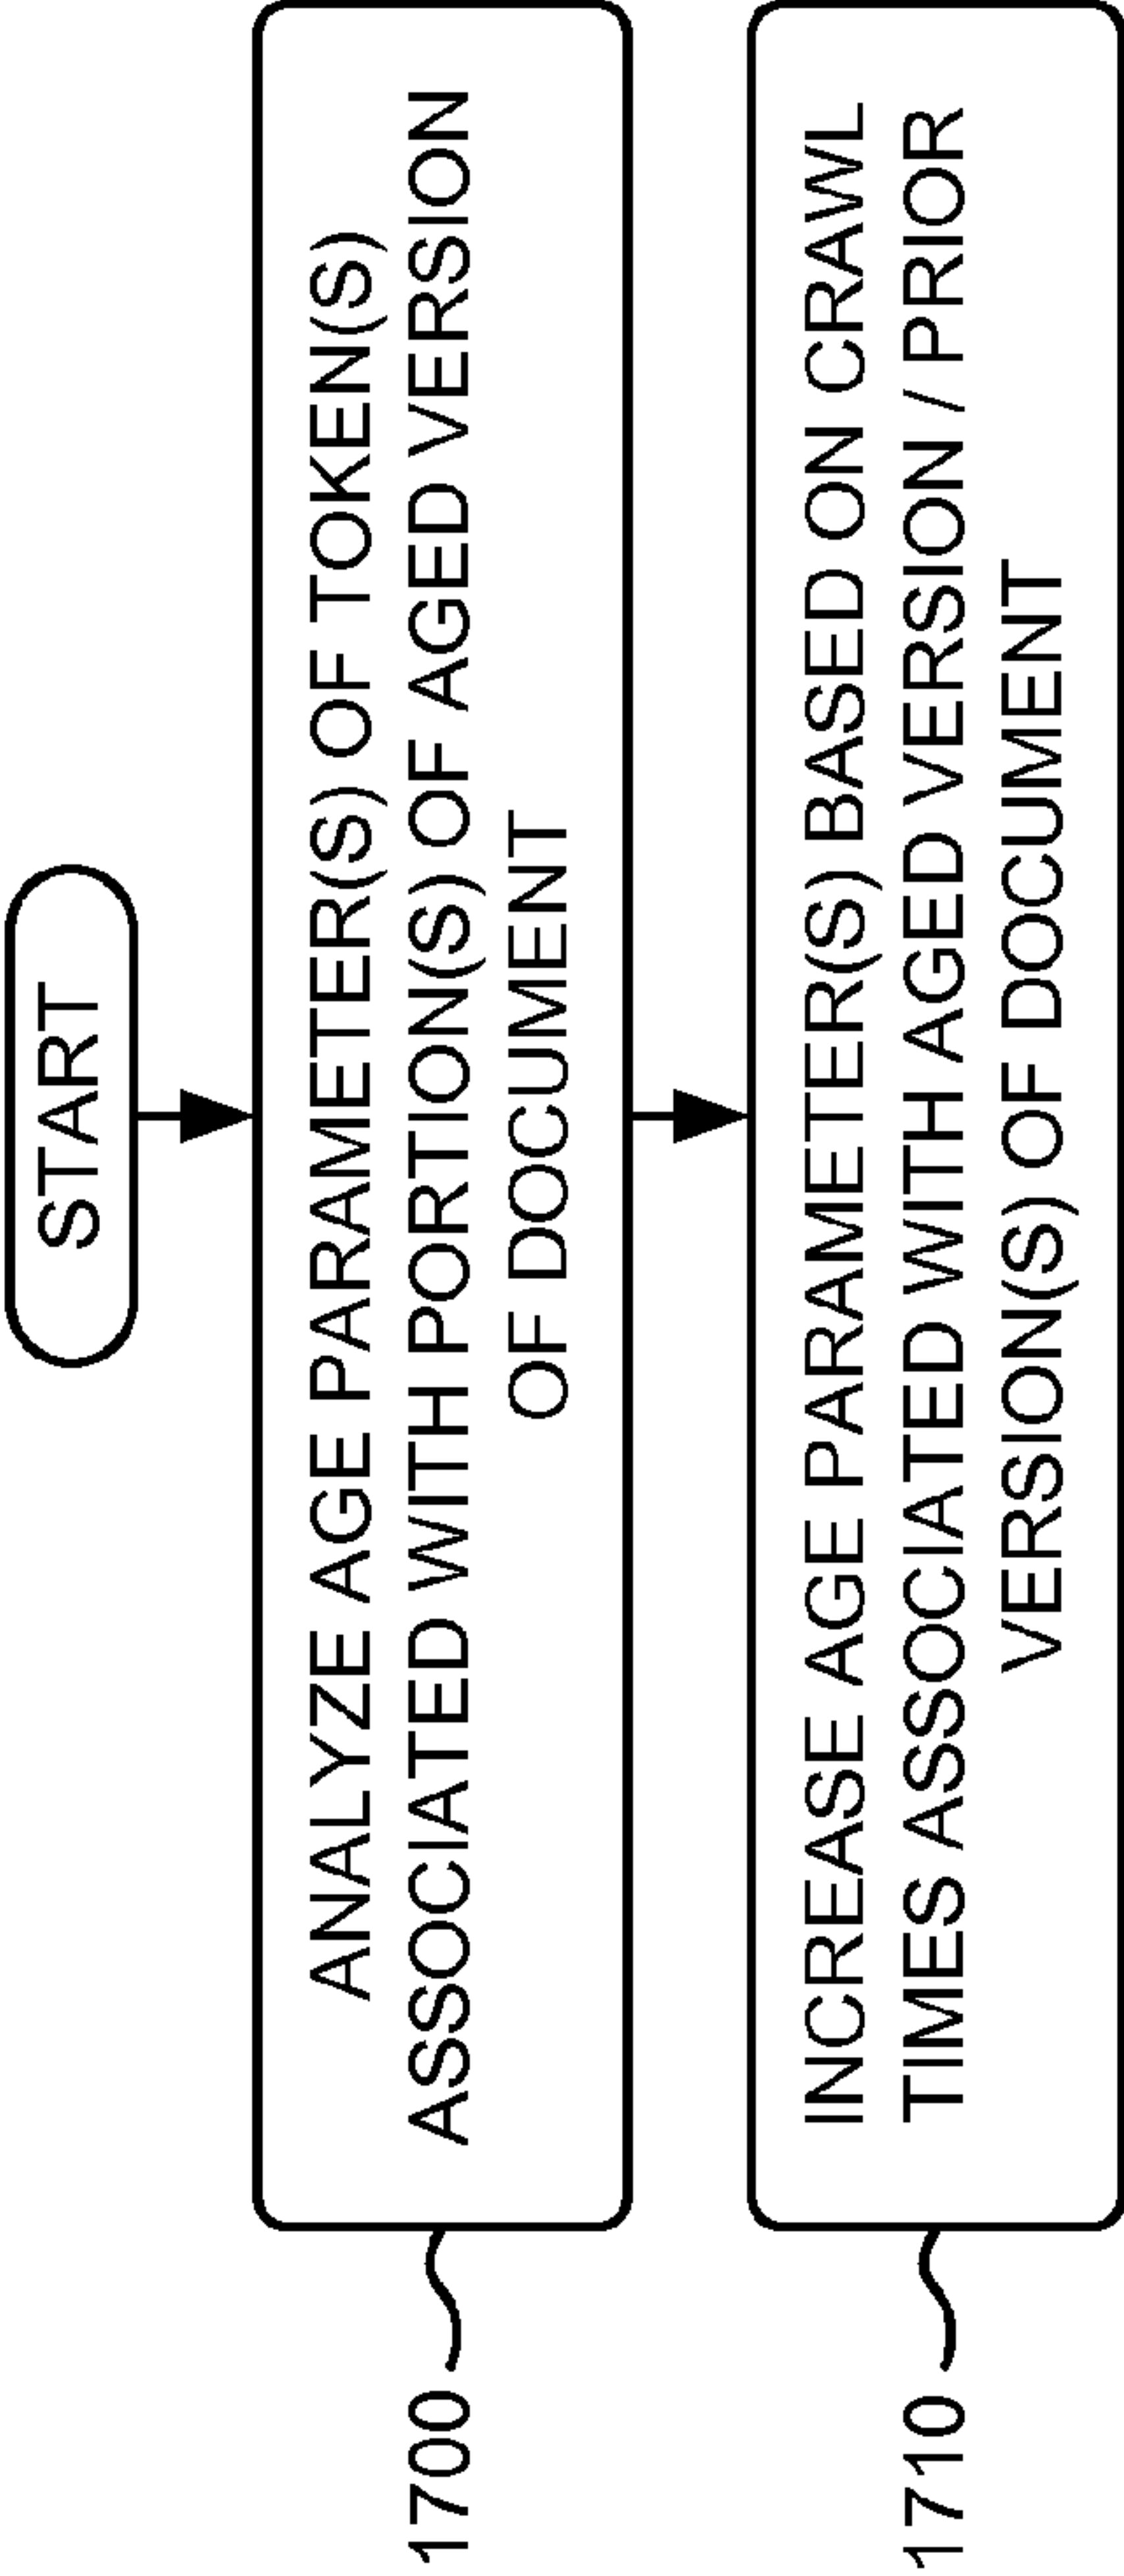 START
ANALYZE AGE PARAMETER(S) OF TOKEN(S)
ASSOCIATED WITH PORTION(S) OF AGED VERSION
OF DOCUMENT
1700
INCREASE AGE PARAMETER(S) BASED ON CRAWL
TIMES ASSOCIATED WITH AGED VERSION / PRIOR
VERSION(S) OF DOCUMENT
1710